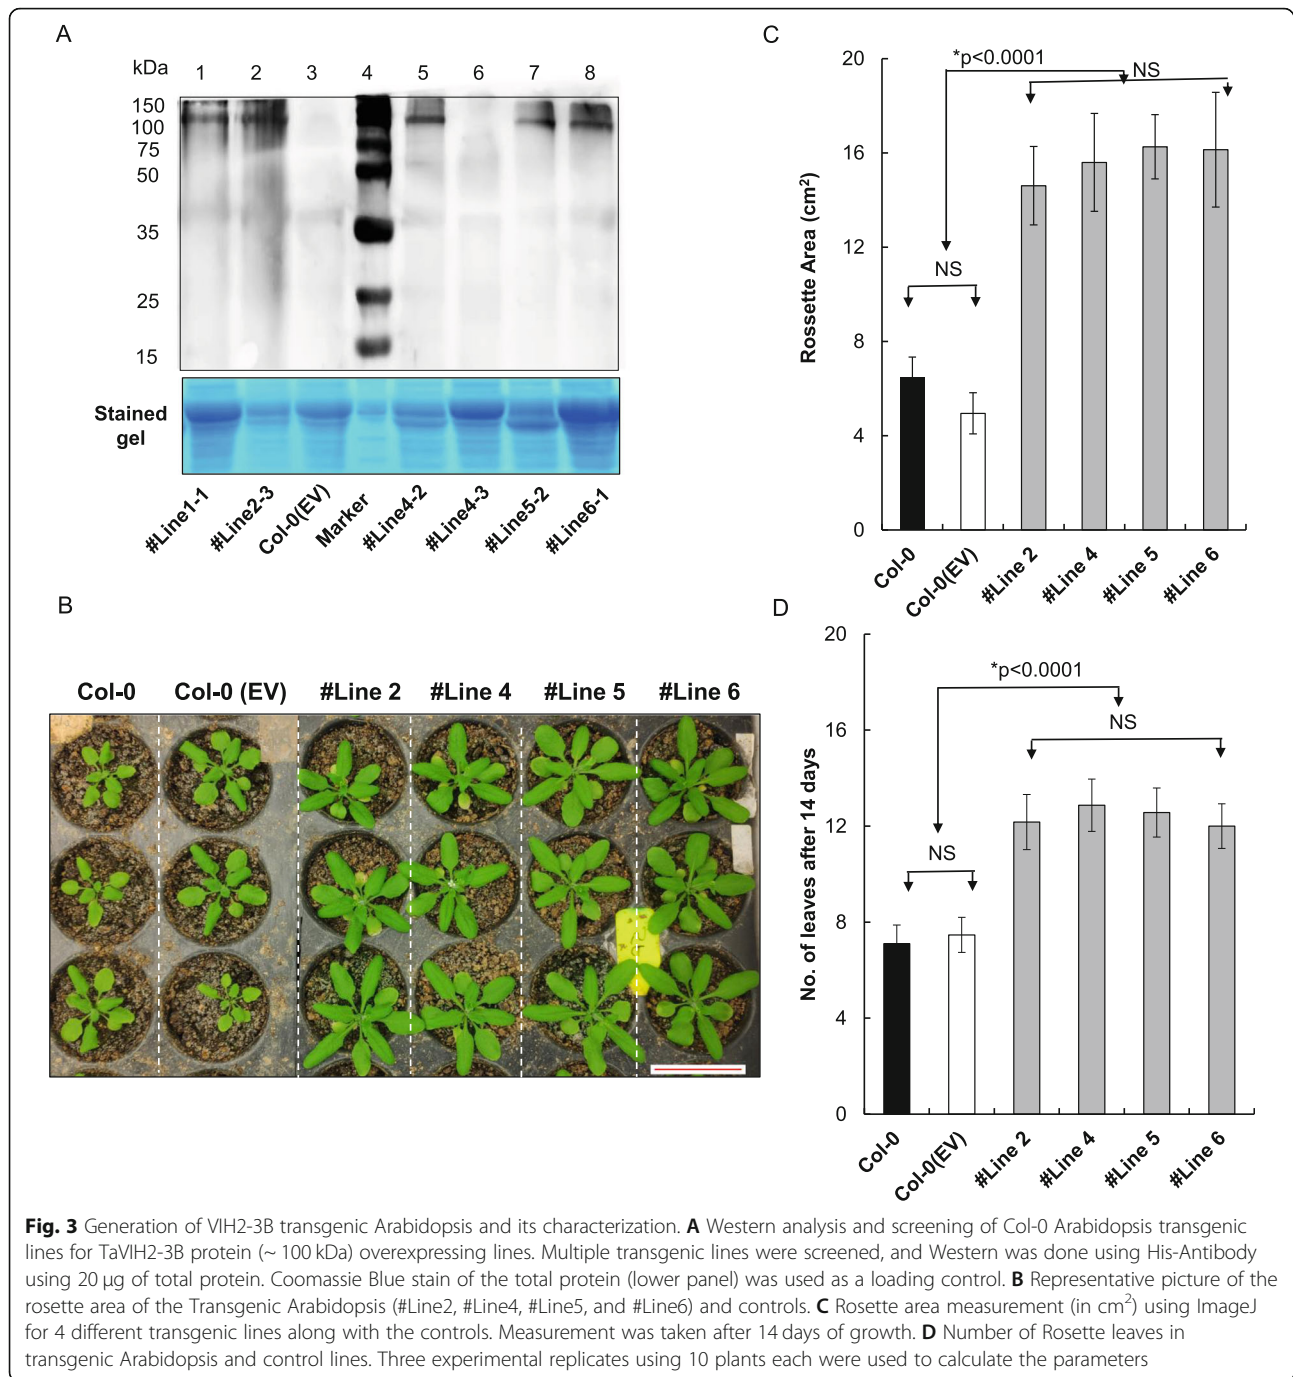 A
kDa
1 2 3 4 5 6 7 8
150
100
75
50
35
25
15
Stained
gel
#Line1-1
#Line2-3
Col-0(EV)
Marker
#Line4-2
#Line4-3
#Line5-2
#Line6-1
B
Col-0 Col-0 (EV) #Line 2 #Line 4 #Line 5 #Line 6
C
*p<0.0001
NS
NS
Rossette Area (cm²)
20
16
12
8
4
0
Col-0
Col-0(EV)
#Line 2
#Line 4
#Line 5
#Line 6
D
*p<0.0001
NS
NS
No. of leaves after 14 days
20
16
12
8
4
0
Col-0
Col-0(EV)
#Line 2
#Line 4
#Line 5
#Line 6
Fig. 3 Generation of VIH2-3B transgenic Arabidopsis and its characterization. A Western analysis and screening of Col-0 Arabidopsis transgenic
lines for TaVIH2-3B protein (~ 100 kDa) overexpressing lines. Multiple transgenic lines were screened, and Western was done using His-Antibody
using 20 μg of total protein. Coomassie Blue stain of the total protein (lower panel) was used as a loading control. B Representative picture of the
rosette area of the Transgenic Arabidopsis (#Line2, #Line4, #Line5, and #Line6) and controls. C Rosette area measurement (in cm²) using ImageJ
for 4 different transgenic lines along with the controls. Measurement was taken after 14 days of growth. D Number of Rosette leaves in
transgenic Arabidopsis and control lines. Three experimental replicates using 10 plants each were used to calculate the parameters